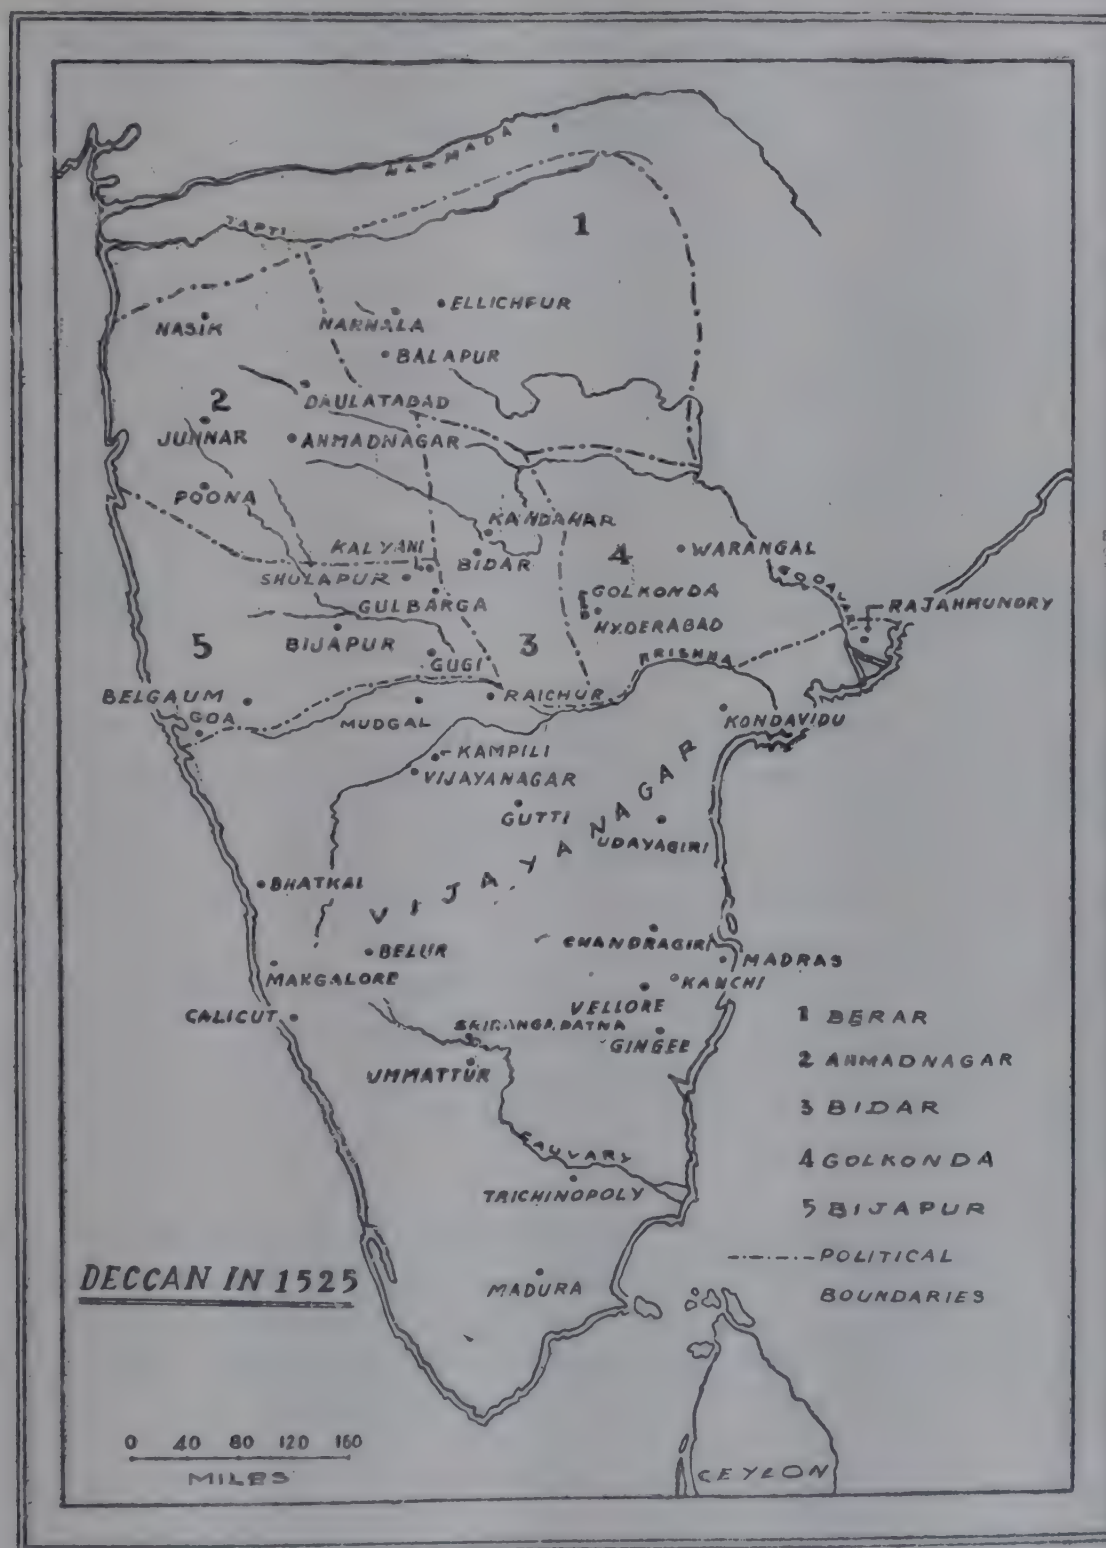 NARMADA
TAPTI
1
ELLICHPUR
NASIK
NARNALA
BALAPUR
2
DAULATABAD
JUNNAR
AHMADNAGAR
POONA
KANDAHAR
KALYANI
BIDAR
4
WARANGAL
SHOLAPUR
GOLKONDA
GULBARGA
RAJAHMUNDRY
BIJAPUR
HYDERABAD
5
3
GUGI
KRISHNA
BELGAUM
RAICHUR
GOA
MUDGAL
KONDAVIDU
KAMPILI
VIJAYANAGAR
GUTTI
UDAYAGIRI
VIJAYANAGAR
BHATKAL
CHANDRAGIRI
BELUR
MADRAS
MANGALORE
KANCHI
VELLORE
CALICUT
SRIRANGAPATNA
GINGEE
UMMATTUR
1 BERAR
2 AHMADNAGAR
3 BIDAR
CAUVARY
4 GOLKONDA
TRICHINOPOLY
5 BIJAPUR
POLITICAL
BOUNDARIES
DECCAN IN 1525
MADURA
0 40 80 120 160
MILES
CEYLON